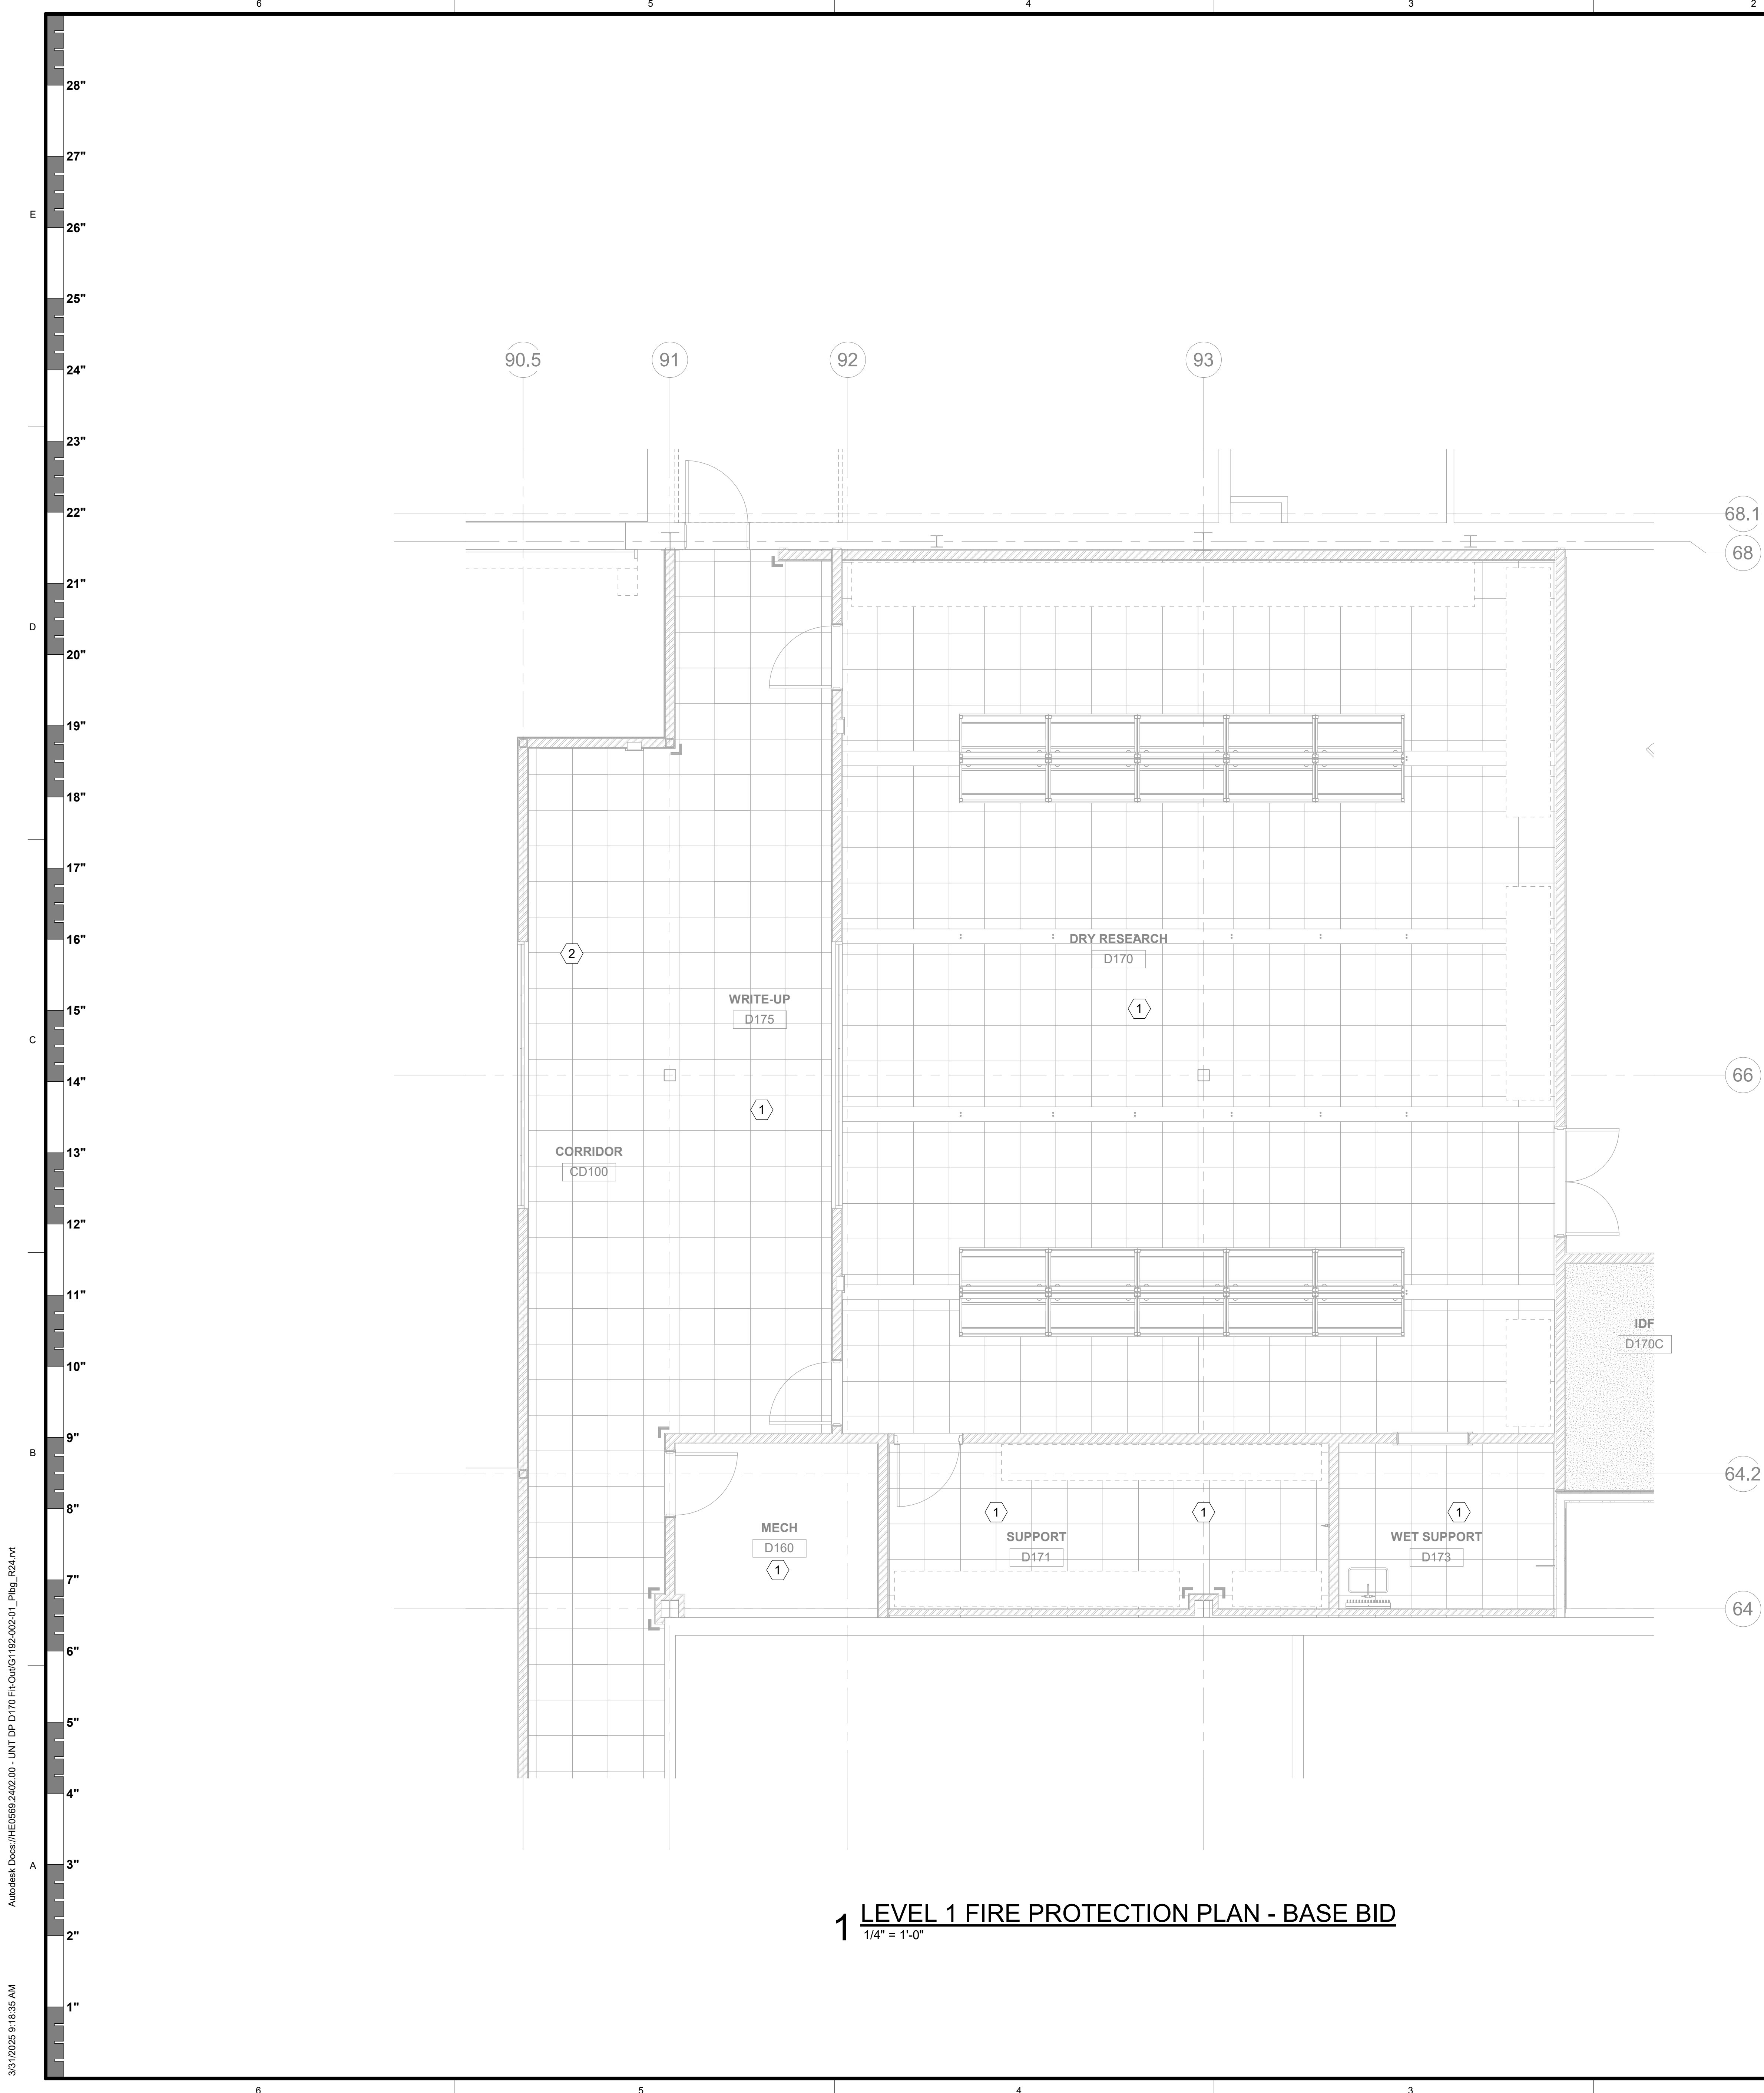 6 5 4 3 2
28"
27"
E
26"
25"
24"
90.5 91 92 93
23"
22"
68.1
68
21"
D
20"
19"
18"
17"
16"
DRY RESEARCH
D170
2
WRITE-UP
D175
1
15"
C
14"
66
1
13"
CORRIDOR
CD100
12"
11"
IDF
D170C
10"
9"
B
64.2
8"
1 1 1
MECH
D160
1
SUPPORT
D171
WET SUPPORT
D173
7"
64
6"
5"
4"
A
3"
1 LEVEL 1 FIRE PROTECTION PLAN - BASE BID
1/4" = 1'-0"
2"
1"
Autodesk Docs://HE0569.2402.00 - UNT DP D170 Fit-Out/G1192-002-01_Plbg_R24.rvt
3/31/2025 9:18:35 AM
6 5 4 3